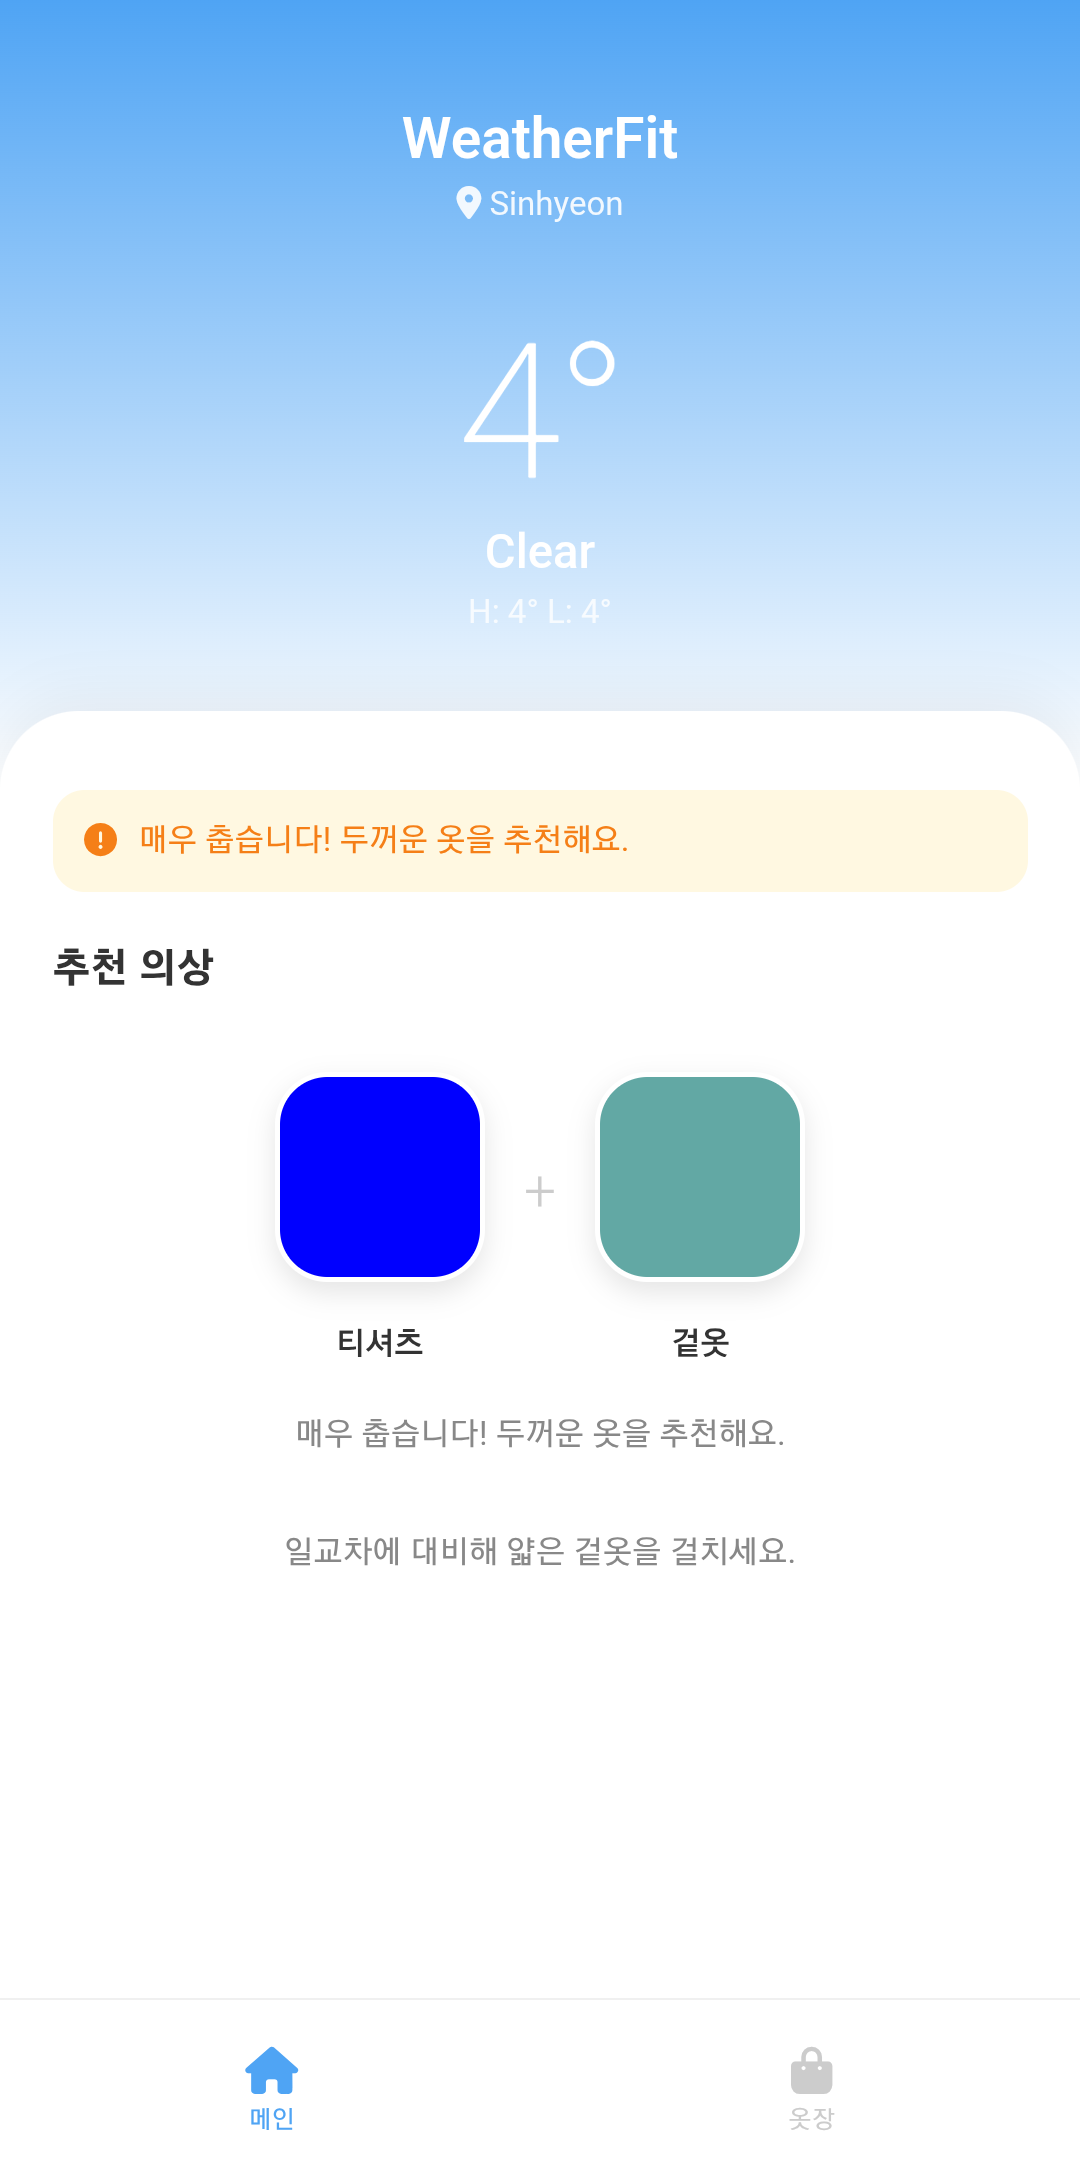 WeatherFit
Sinhyeon
4°
Clear
H: 4° L: 4°
매우 춥습니다! 두꺼운 옷을 추천해요.
추천 의상
+
티셔츠 겉옷
매우 춥습니다! 두꺼운 옷을 추천해요.
일교차에 대비해 얇은 겉옷을 걸치세요.
메인 옷장